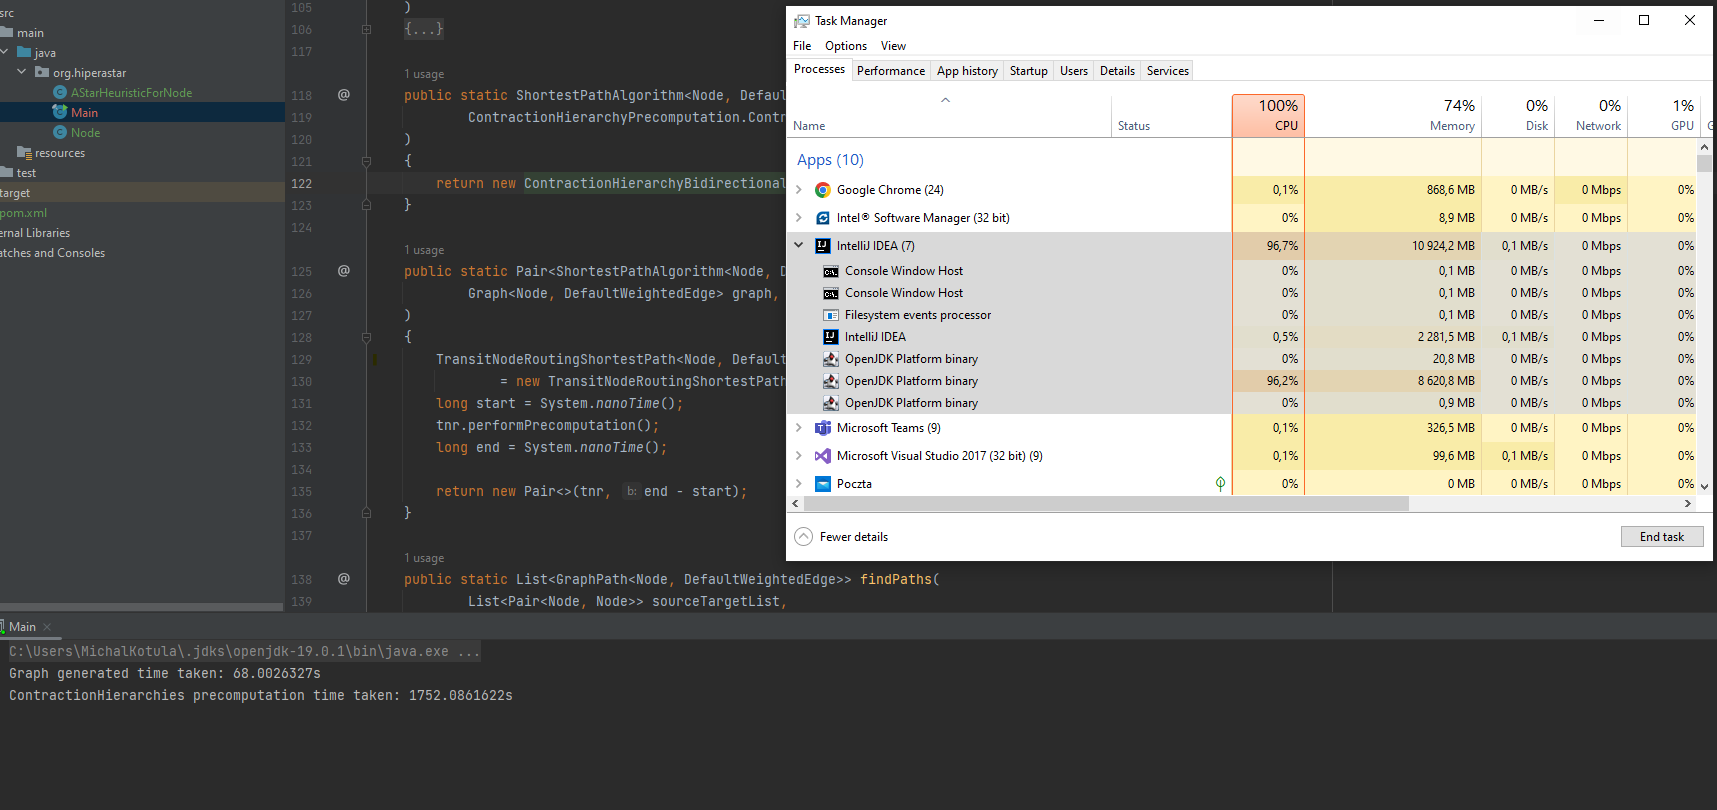 src
main
java
org.hiperastar
AStarHeuristicForNode
Main
Node
resources
test
target
pom.xml
ernal Libraries
atches and Consoles
105 )
106 {...}
117
1 usage
118 @ public static ShortestPathAlgorithm<Node, Defaul
119 ContractionHierarchyPrecomputation.Contr
120 )
121 {
122 return new ContractionHierarchyBidirectional
123 }
124
1 usage
125 @ public static Pair<ShortestPathAlgorithm<Node, D
126 Graph<Node, DefaultWeightedEdge> graph,
127 )
128 {
129 TransitNodeRoutingShortestPath<Node, Default
130 = new TransitNodeRoutingShortestPath
131 long start = System.nanoTime();
132 tnr.performPrecomputation();
133 long end = System.nanoTime();
134
135 return new Pair<>(tnr, b: end - start);
136 }
137
1 usage
138 @ public static List<GraphPath<Node, DefaultWeightedEdge>> findPaths(
139 List<Pair<Node, Node>> sourceTargetList,
Task Manager
File Options View
Processes Performance App history Startup Users Details Services
100% 74% 0% 0% 1%
Name Status CPU Memory Disk Network GPU G
Apps (10)
Google Chrome (24) 0,1% 868,6 MB 0 MB/s 0 Mbps 0%
Intel® Software Manager (32 bit) 0% 8,9 MB 0 MB/s 0 Mbps 0%
IntelliJ IDEA (7) 96,7% 10 924,2 MB 0,1 MB/s 0 Mbps 0%
Console Window Host 0% 0,1 MB 0 MB/s 0 Mbps 0%
Console Window Host 0% 0,1 MB 0 MB/s 0 Mbps 0%
Filesystem events processor 0% 0,1 MB 0 MB/s 0 Mbps 0%
IntelliJ IDEA 0,5% 2 281,5 MB 0,1 MB/s 0 Mbps 0%
OpenJDK Platform binary 0% 20,8 MB 0 MB/s 0 Mbps 0%
OpenJDK Platform binary 96,2% 8 620,8 MB 0 MB/s 0 Mbps 0%
OpenJDK Platform binary 0% 0,9 MB 0 MB/s 0 Mbps 0%
Microsoft Teams (9) 0,1% 326,5 MB 0 MB/s 0 Mbps 0%
Microsoft Visual Studio 2017 (32 bit) (9) 0,1% 99,6 MB 0,1 MB/s 0 Mbps 0%
Poczta 0% 0 MB 0 MB/s 0 Mbps 0%
Fewer details End task
Main
C:\Users\MichalKotula\.jdks\openjdk-19.0.1\bin\java.exe ...
Graph generated time taken: 68.0026327s
ContractionHierarchies precomputation time taken: 1752.0861622s